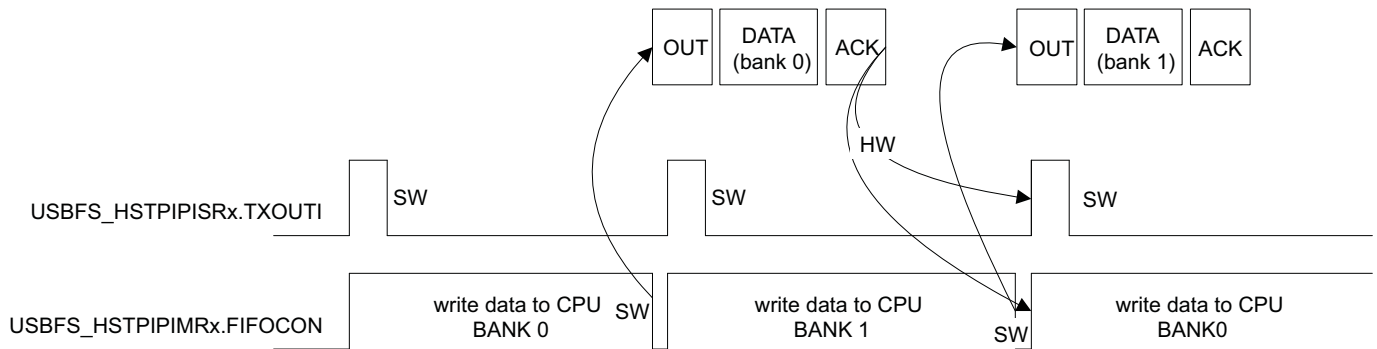 OUT
DATA
(bank 0)
ACK
OUT
DATA
(bank 1)
ACK
HW
USBFS_HSTPIPISRx.TXOUTI
SW
SW
SW
USBFS_HSTPIPIMRx.FIFOCON
write data to CPU
BANK 0
SW
write data to CPU
BANK 1
SW
write data to CPU
BANK0